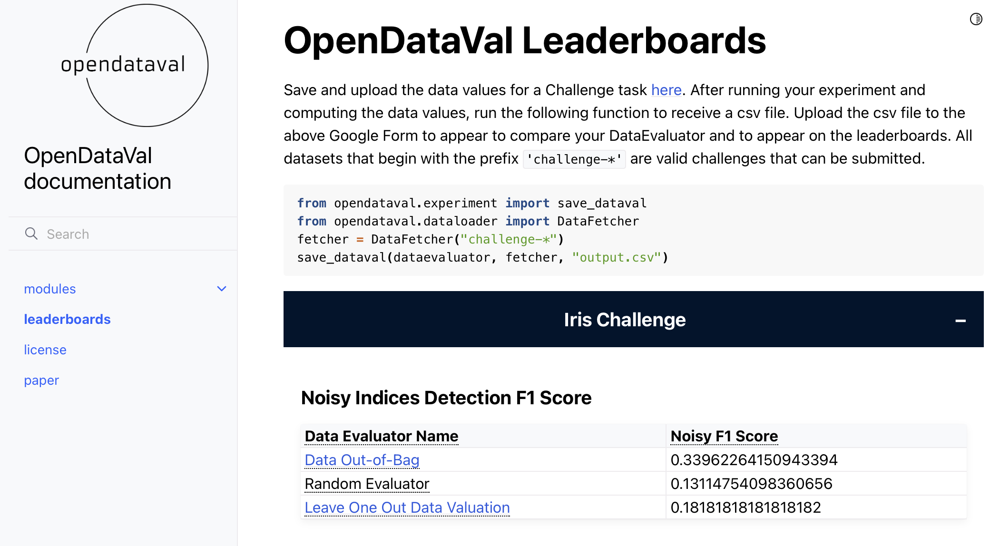 opendataval
OpenDataVal
documentation
Search
modules
leaderboards
license
paper
OpenDataVal Leaderboards
Save and upload the data values for a Challenge task here. After running your experiment and
computing the data values, run the following function to receive a csv file. Upload the csv file to the
above Google Form to appear to compare your DataEvaluator and to appear on the leaderboards. All
datasets that begin with the prefix 'challenge-*' are valid challenges that can be submitted.
from opendataval.experiment import save_dataval
from opendataval.dataloader import DataFetcher
fetcher = DataFetcher("challenge-*")
save_dataval(dataevaluator, fetcher, "output.csv")
Iris Challenge –
Noisy Indices Detection F1 Score
Data Evaluator Name Noisy F1 Score
Data Out-of-Bag 0.33962264150943394
Random Evaluator 0.13114754098360656
Leave One Out Data Valuation 0.18181818181818182